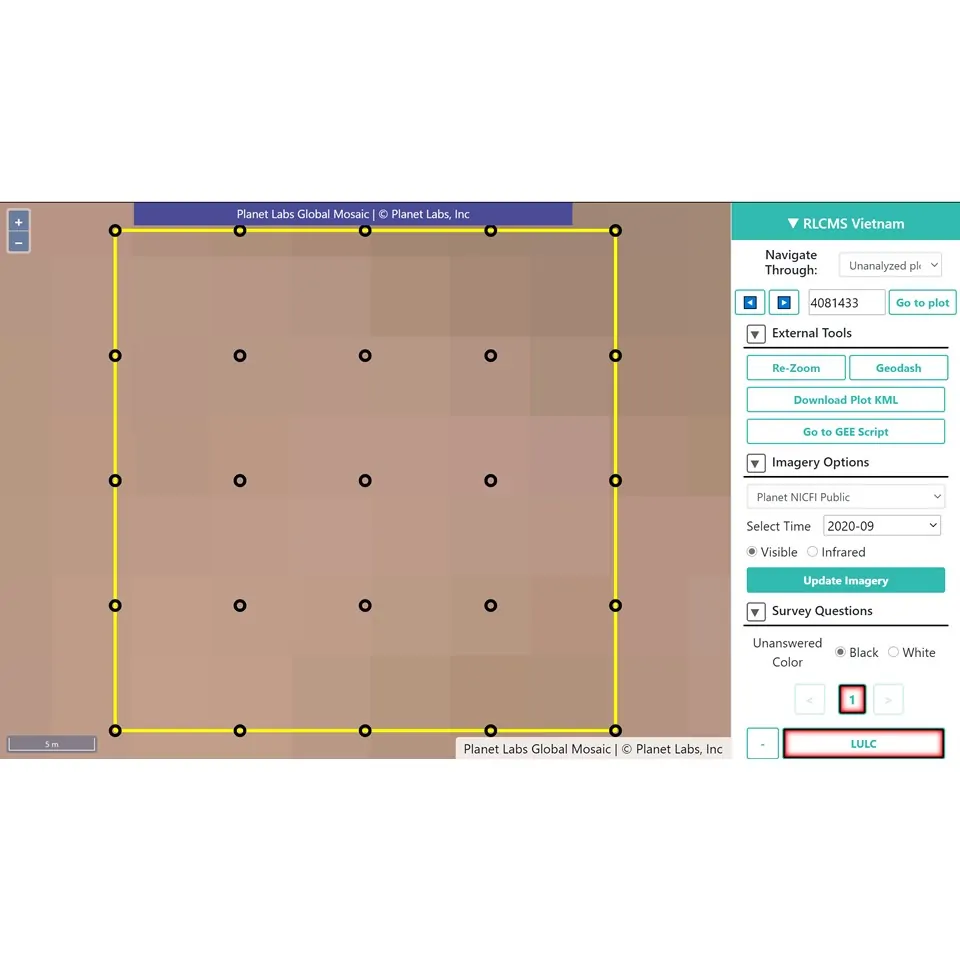 +
Planet Labs Global Mosaic | © Planet Labs, Inc
−
▼ RLCMS Vietnam
Navigate
Through:
Unanalyzed pl
4081433
Go to plot
▼ External Tools
Re-Zoom
Geodash
Download Plot KML
Go to GEE Script
▼ Imagery Options
Planet NICFI Public
Select Time
2020-09
Visible
Infrared
Update Imagery
▼ Survey Questions
Unanswered
Color
Black
White
<
1
>
-
LULC
5 m
Planet Labs Global Mosaic | © Planet Labs, Inc